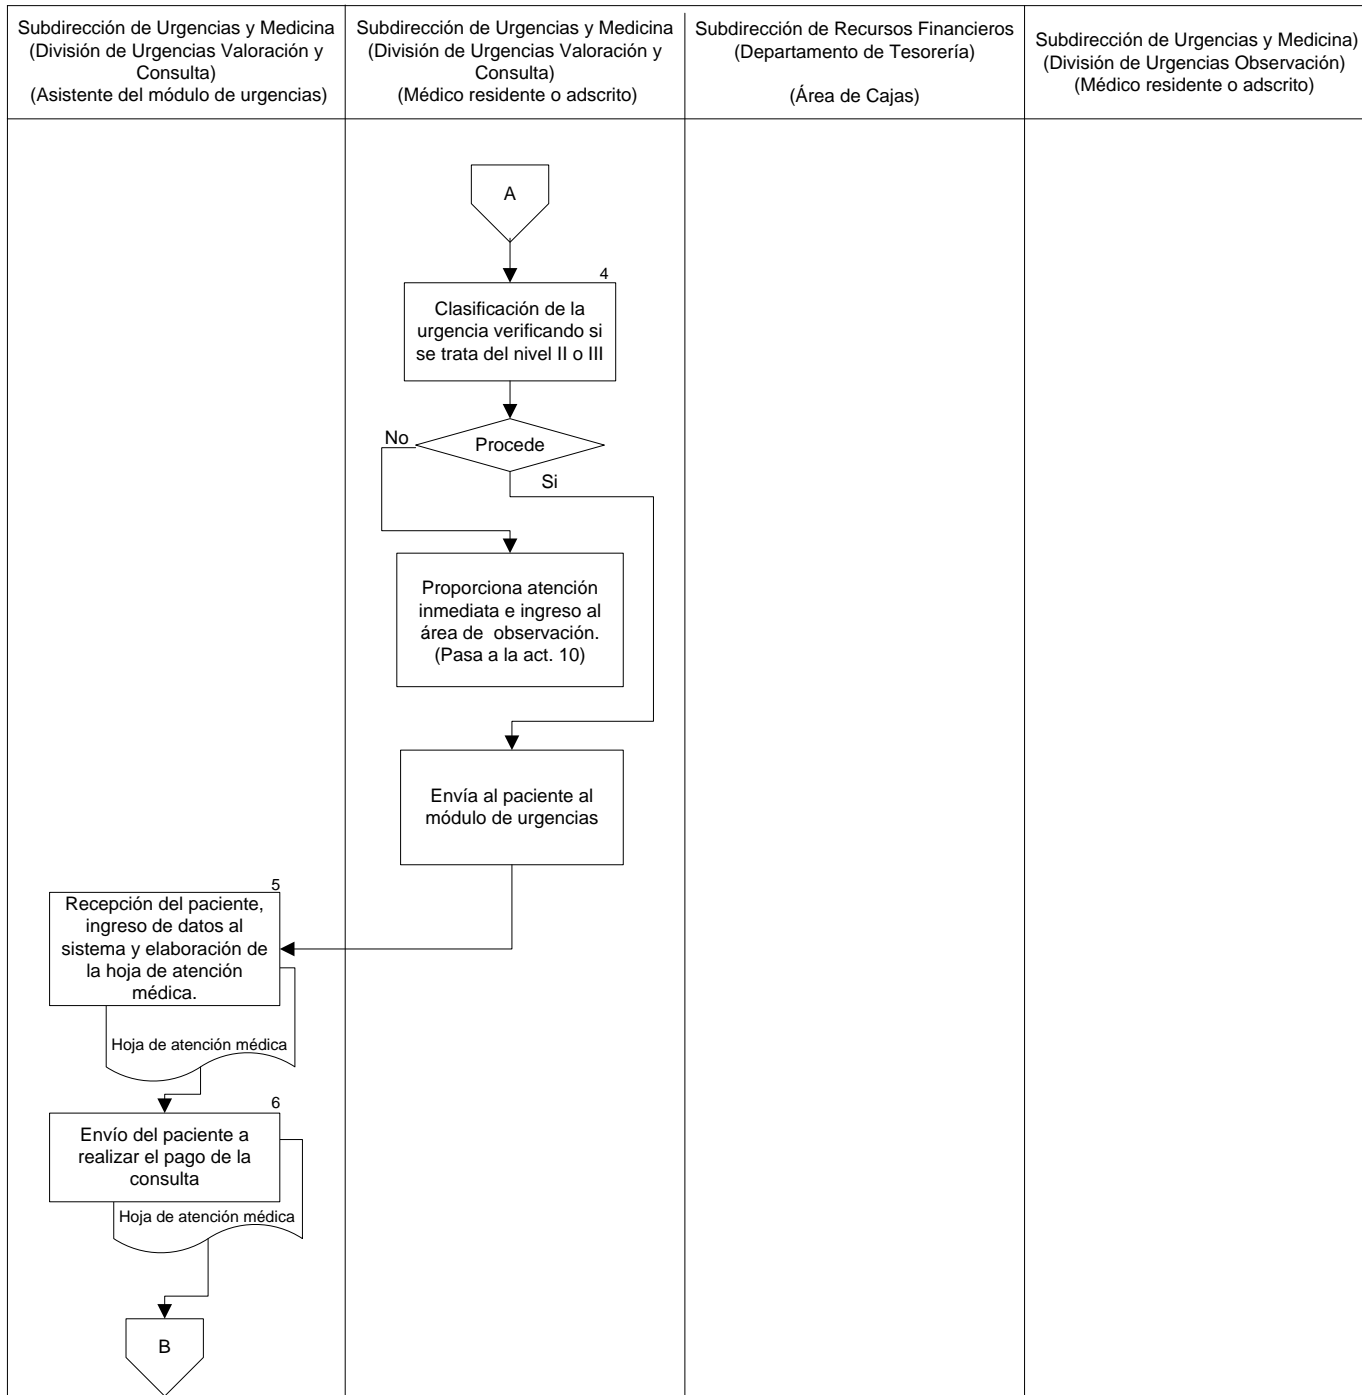 Subdirección de Urgencias y Medicina
(División de Urgencias Valoración y
Consulta)
(Asistente del módulo de urgencias)
Subdirección de Urgencias y Medicina
(División de Urgencias Valoración y
Consulta)
(Médico residente o adscrito)
Subdirección de Recursos Financieros
(Departamento de Tesorería)
(Área de Cajas)
Subdirección de Urgencias y Medicina)
(División de Urgencias Observación)
(Médico residente o adscrito)
A
4
Clasificación de la
urgencia verificando si
se trata del nivel II o III
Procede
No
Si
Proporciona atención
inmediata e ingreso al
área de observación.
(Pasa a la act. 10)
Envía al paciente al
módulo de urgencias
5
Recepción del paciente,
ingreso de datos al
sistema y elaboración de
la hoja de atención
médica.
Hoja de atención médica
6
Envío del paciente a
realizar el pago de la
consulta
Hoja de atención médica
B